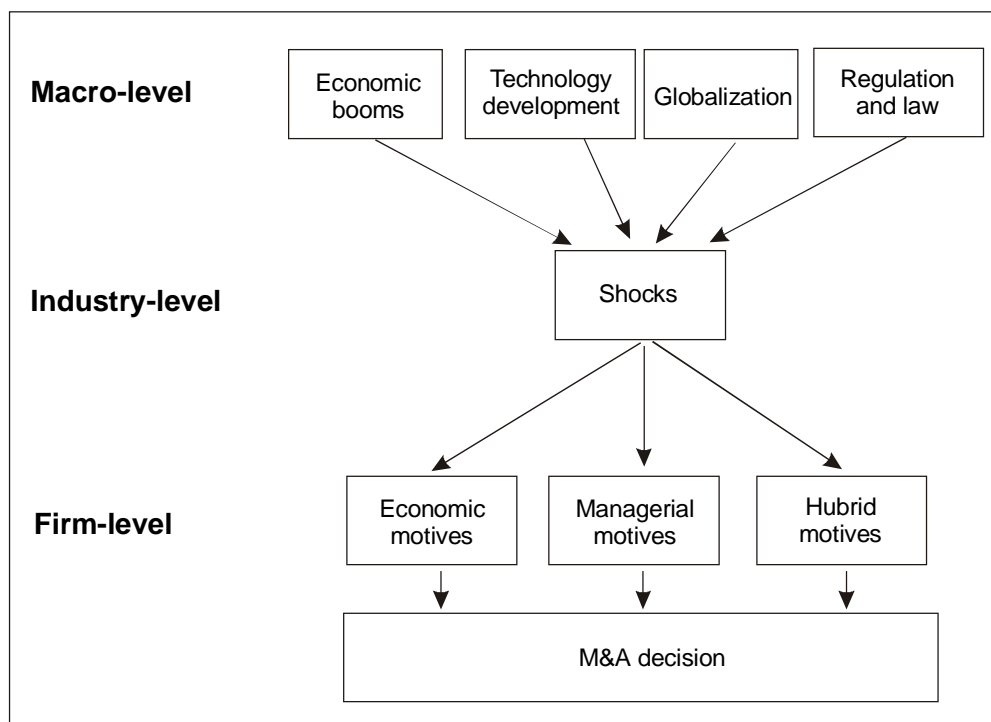 Macro-level
Economic
booms
Technology
development
Globalization
Regulation
and law
Industry-level
Shocks
Firm-level
Economic
motives
Managerial
motives
Hubrid
motives
M&A decision